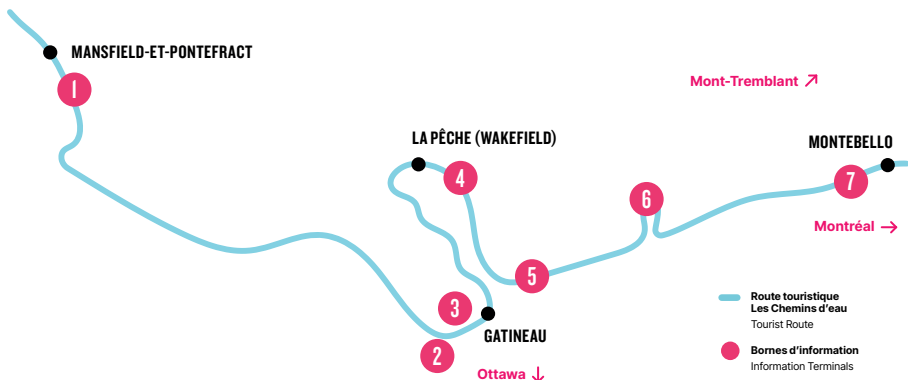 MANSFIELD-ET-PONTEFRACT
1
Mont-Tremblant ↗
LA PÊCHE (WAKEFIELD)
MONTEBELLO
4
7
6
Montréal →
5
3
GATINEAU
2
Ottawa ↓
Route touristique
Les Chemins d'eau
Tourist Route
Bornes d'information
Information Terminals